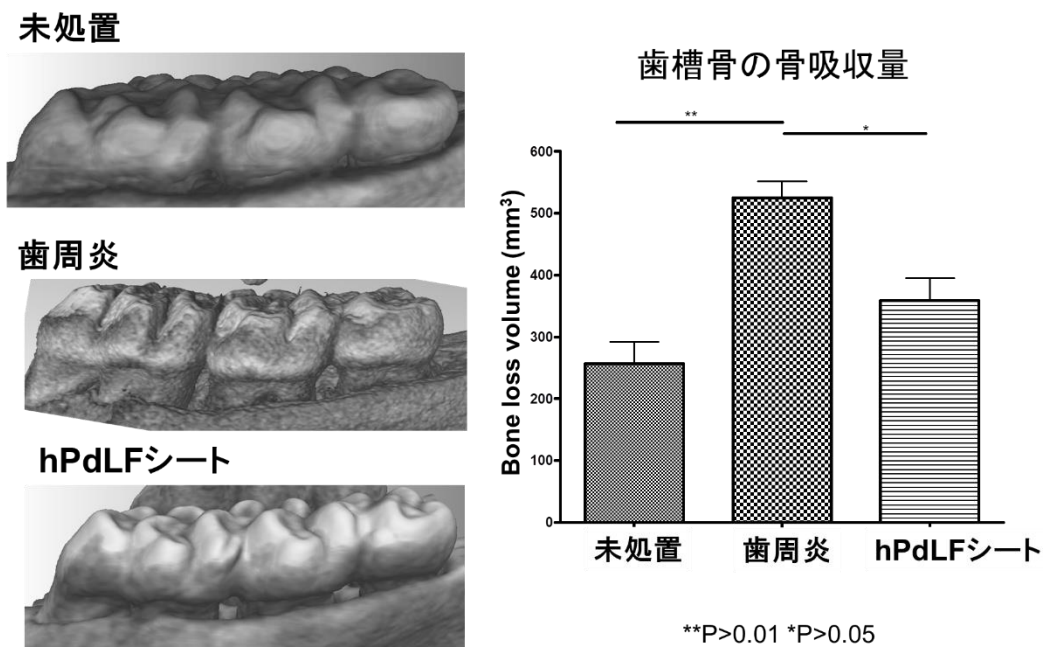 未処置
歯周炎
hPdLFシート
歯槽骨の骨吸収量
**
*
Bone loss volume (mm³)
600
500
400
300
200
100
0
未処置
歯周炎
hPdLFシート
**P>0.01 *P>0.05